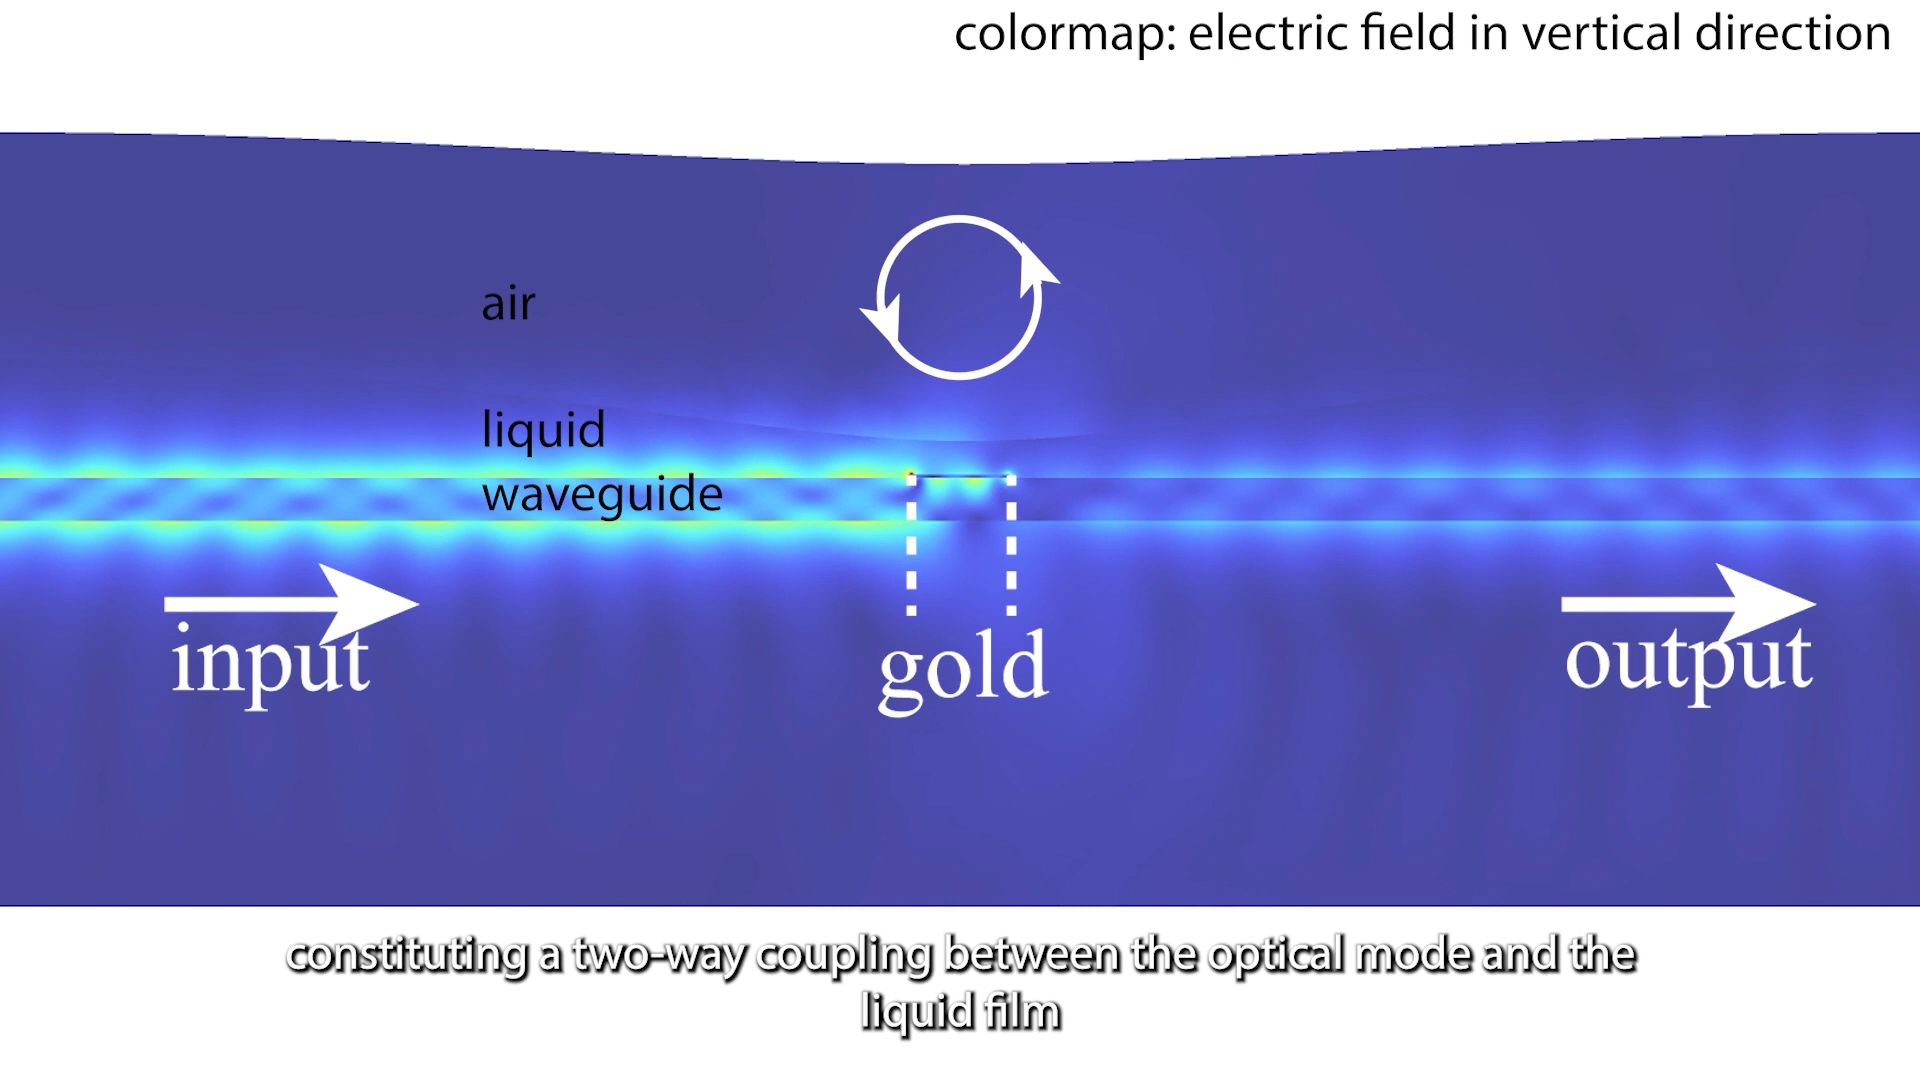 colormap: electric field in vertical direction
air
liquid
waveguide
input
gold
output
constituting a two-way coupling between the optical mode and the
liquid film